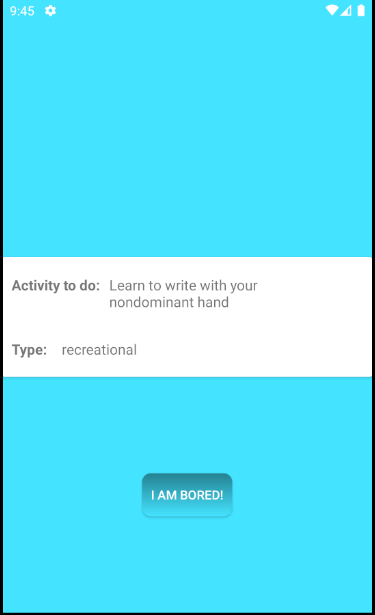 9:45
Activity to do: Learn to write with your
nondominant hand
Type: recreational
I AM BORED!